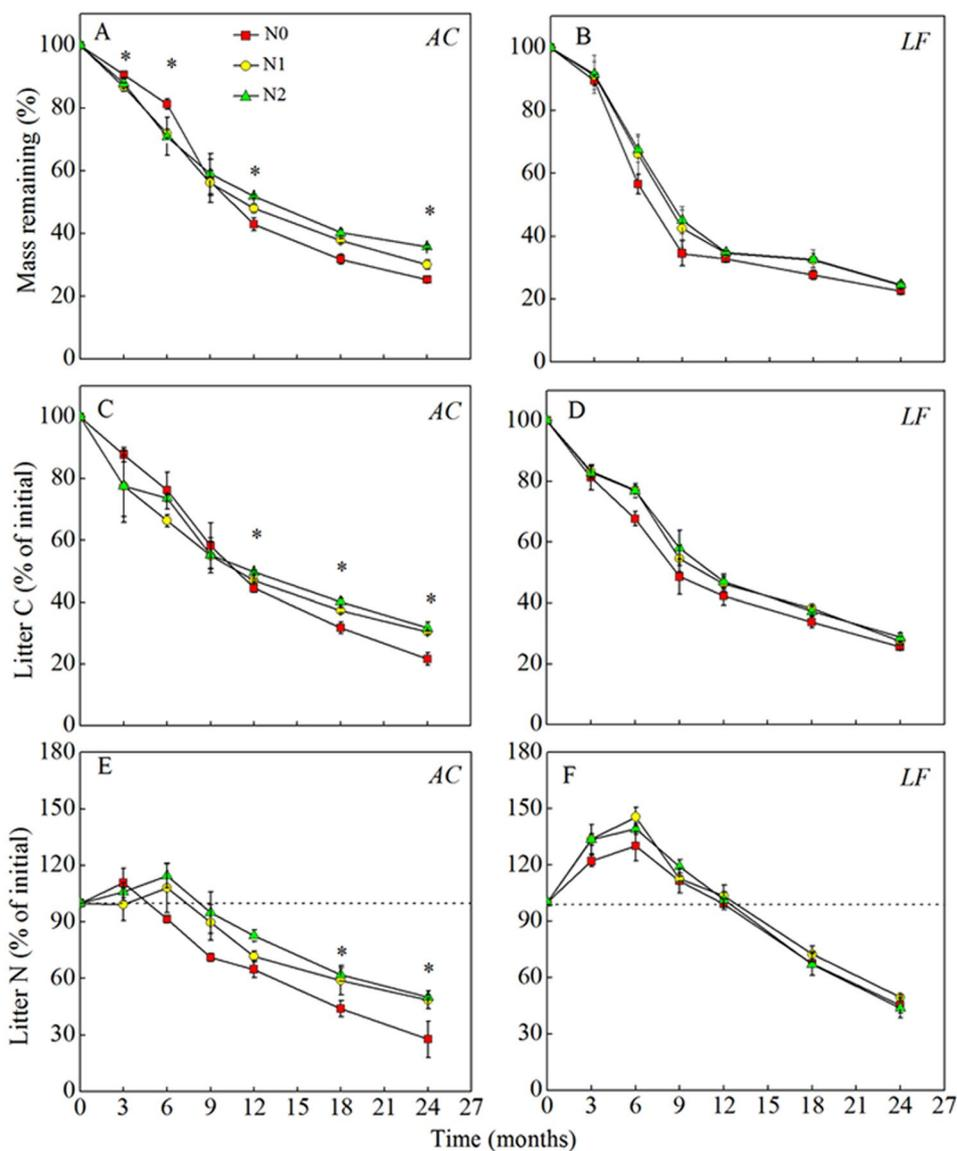 A
AC
N0
N1
N2
* * * *
Mass remaining (%)
100
80
60
40
20
0
B
LF
100
80
60
40
20
0
C
AC
* * *
Litter C (% of initial)
100
80
60
40
20
0
D
LF
100
80
60
40
20
0
E
AC
* *
Litter N (% of initial)
180
150
120
90
60
30
0
0 3 6 9 12 15 18 21 24 27
F
LF
180
150
120
90
60
30
0
0 3 6 9 12 15 18 21 24 27
Time (months)